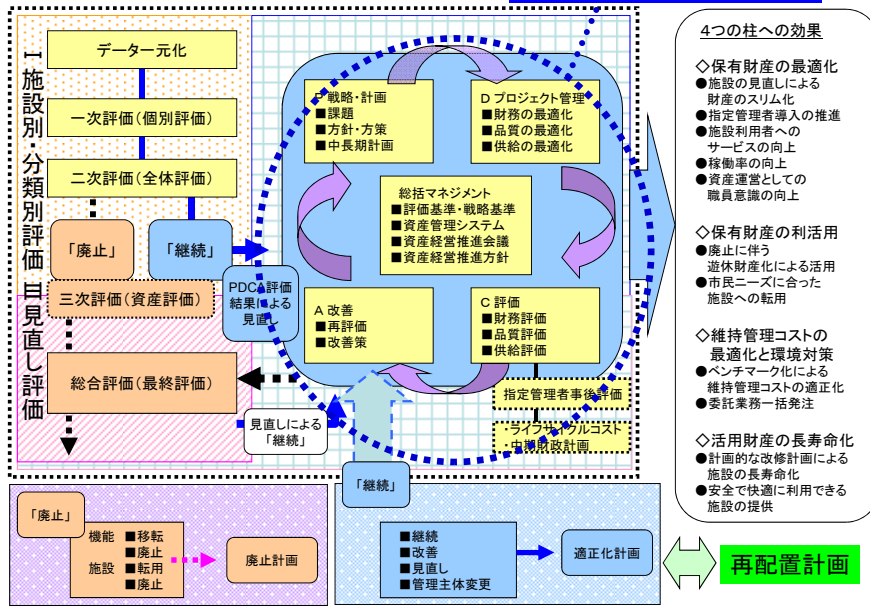 Ⅰ施設別・分類別評価 Ⅱ見直し評価
データ一元化
一次評価(個別評価)
二次評価(全体評価)
「廃止」
「継続」
三次評価(資産評価)
PDCA評価
結果による
見直し
総合評価(最終評価)
見直しによる
「継続」
P 戦略・計画
■課題
■方針・方策
■中長期計画
D プロジェクト管理
■財務の最適化
■品質の最適化
■供給の最適化
総括マネジメント
■評価基準・戦略基準
■資産管理システム
■資産経営推進会議
■資産経営推進方針
A 改善
■再評価
■改善策
C 評価
■財務評価
■品質評価
■供給評価
指定管理者事後評価
・ライフサイクルコスト
・中期財政計画
「継続」
「廃止」
機能 ■移転
■廃止
施設 ■転用
■廃止
廃止計画
■継続
■改善
■見直し
■管理主体変更
適正化計画
再配置計画
4つの柱への効果
◇保有財産の最適化
●施設の見直しによる
財産のスリム化
●指定管理者導入の推進
●施設利用者への
サービスの向上
●稼働率の向上
●資産運営としての
職員意識の向上
◇保有財産の利活用
●廃止に伴う
遊休財産化による活用
●市民ニーズに合った
施設への転用
◇維持管理コストの
最適化と環境対策
●ベンチマーク化による
維持管理コストの適正化
●委託業務一括発注
◇活用財産の長寿命化
●計画的な改修計画による
施設の長寿命化
●安全で快適に利用できる
施設の提供